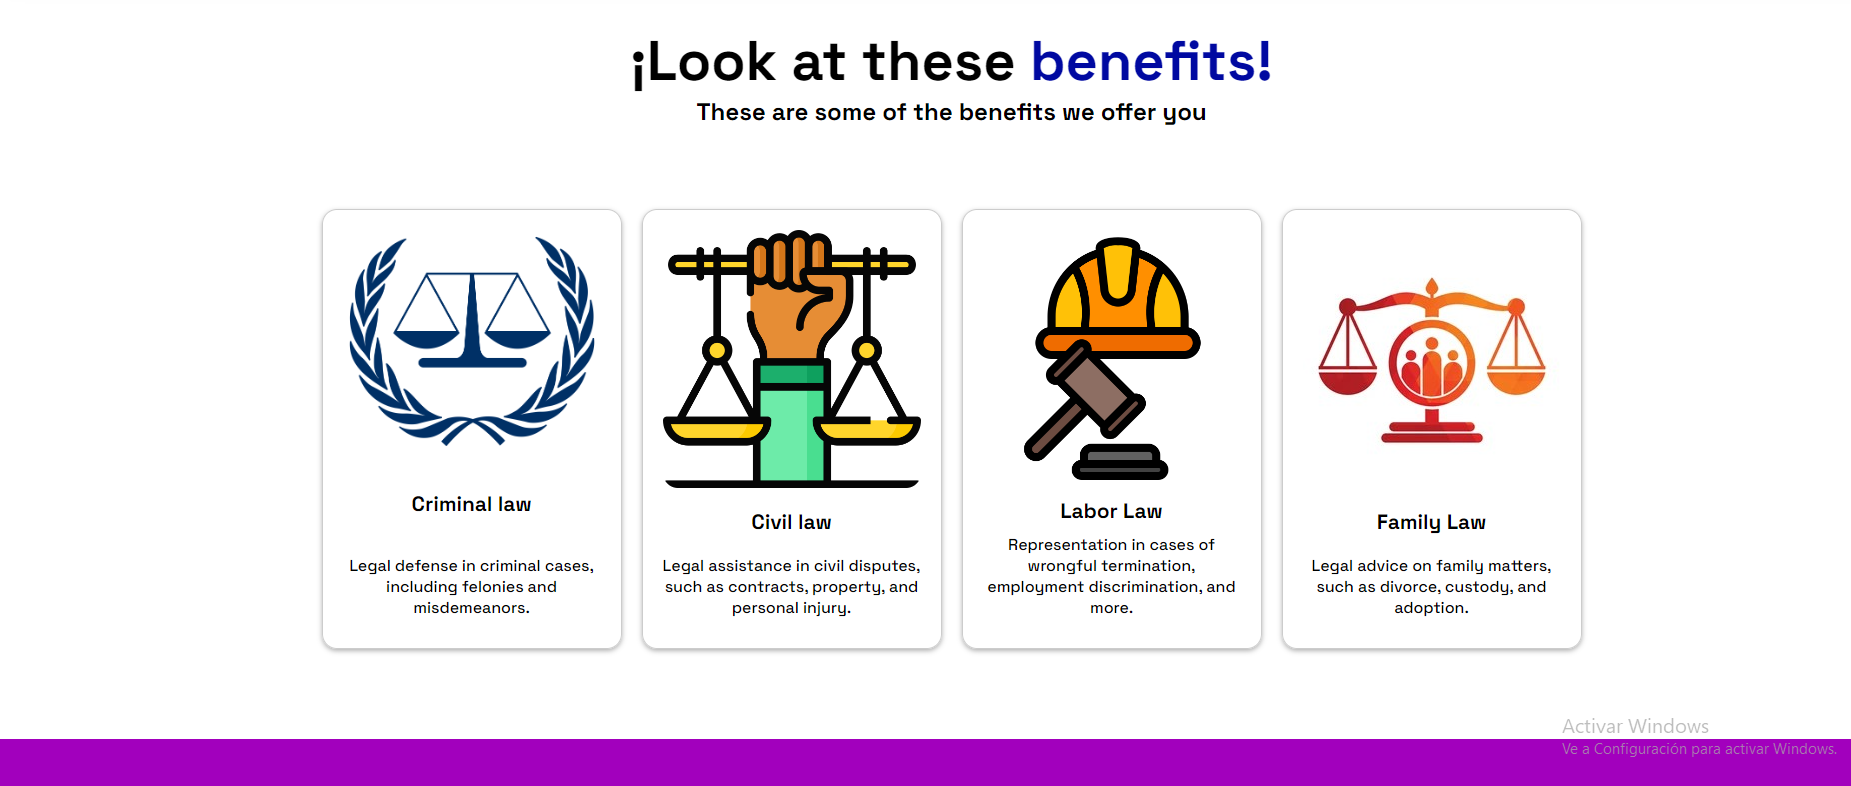 ¡Look at these benefits!
These are some of the benefits we offer you
Criminal law
Legal defense in criminal cases,
including felonies and
misdemeanors.
Civil law
Legal assistance in civil disputes,
such as contracts, property, and
personal injury.
Labor Law
Representation in cases of
wrongful termination,
employment discrimination, and
more.
Family Law
Legal advice on family matters,
such as divorce, custody, and
adoption.
Activar Windows
Ve a Configuración para activar Windows.